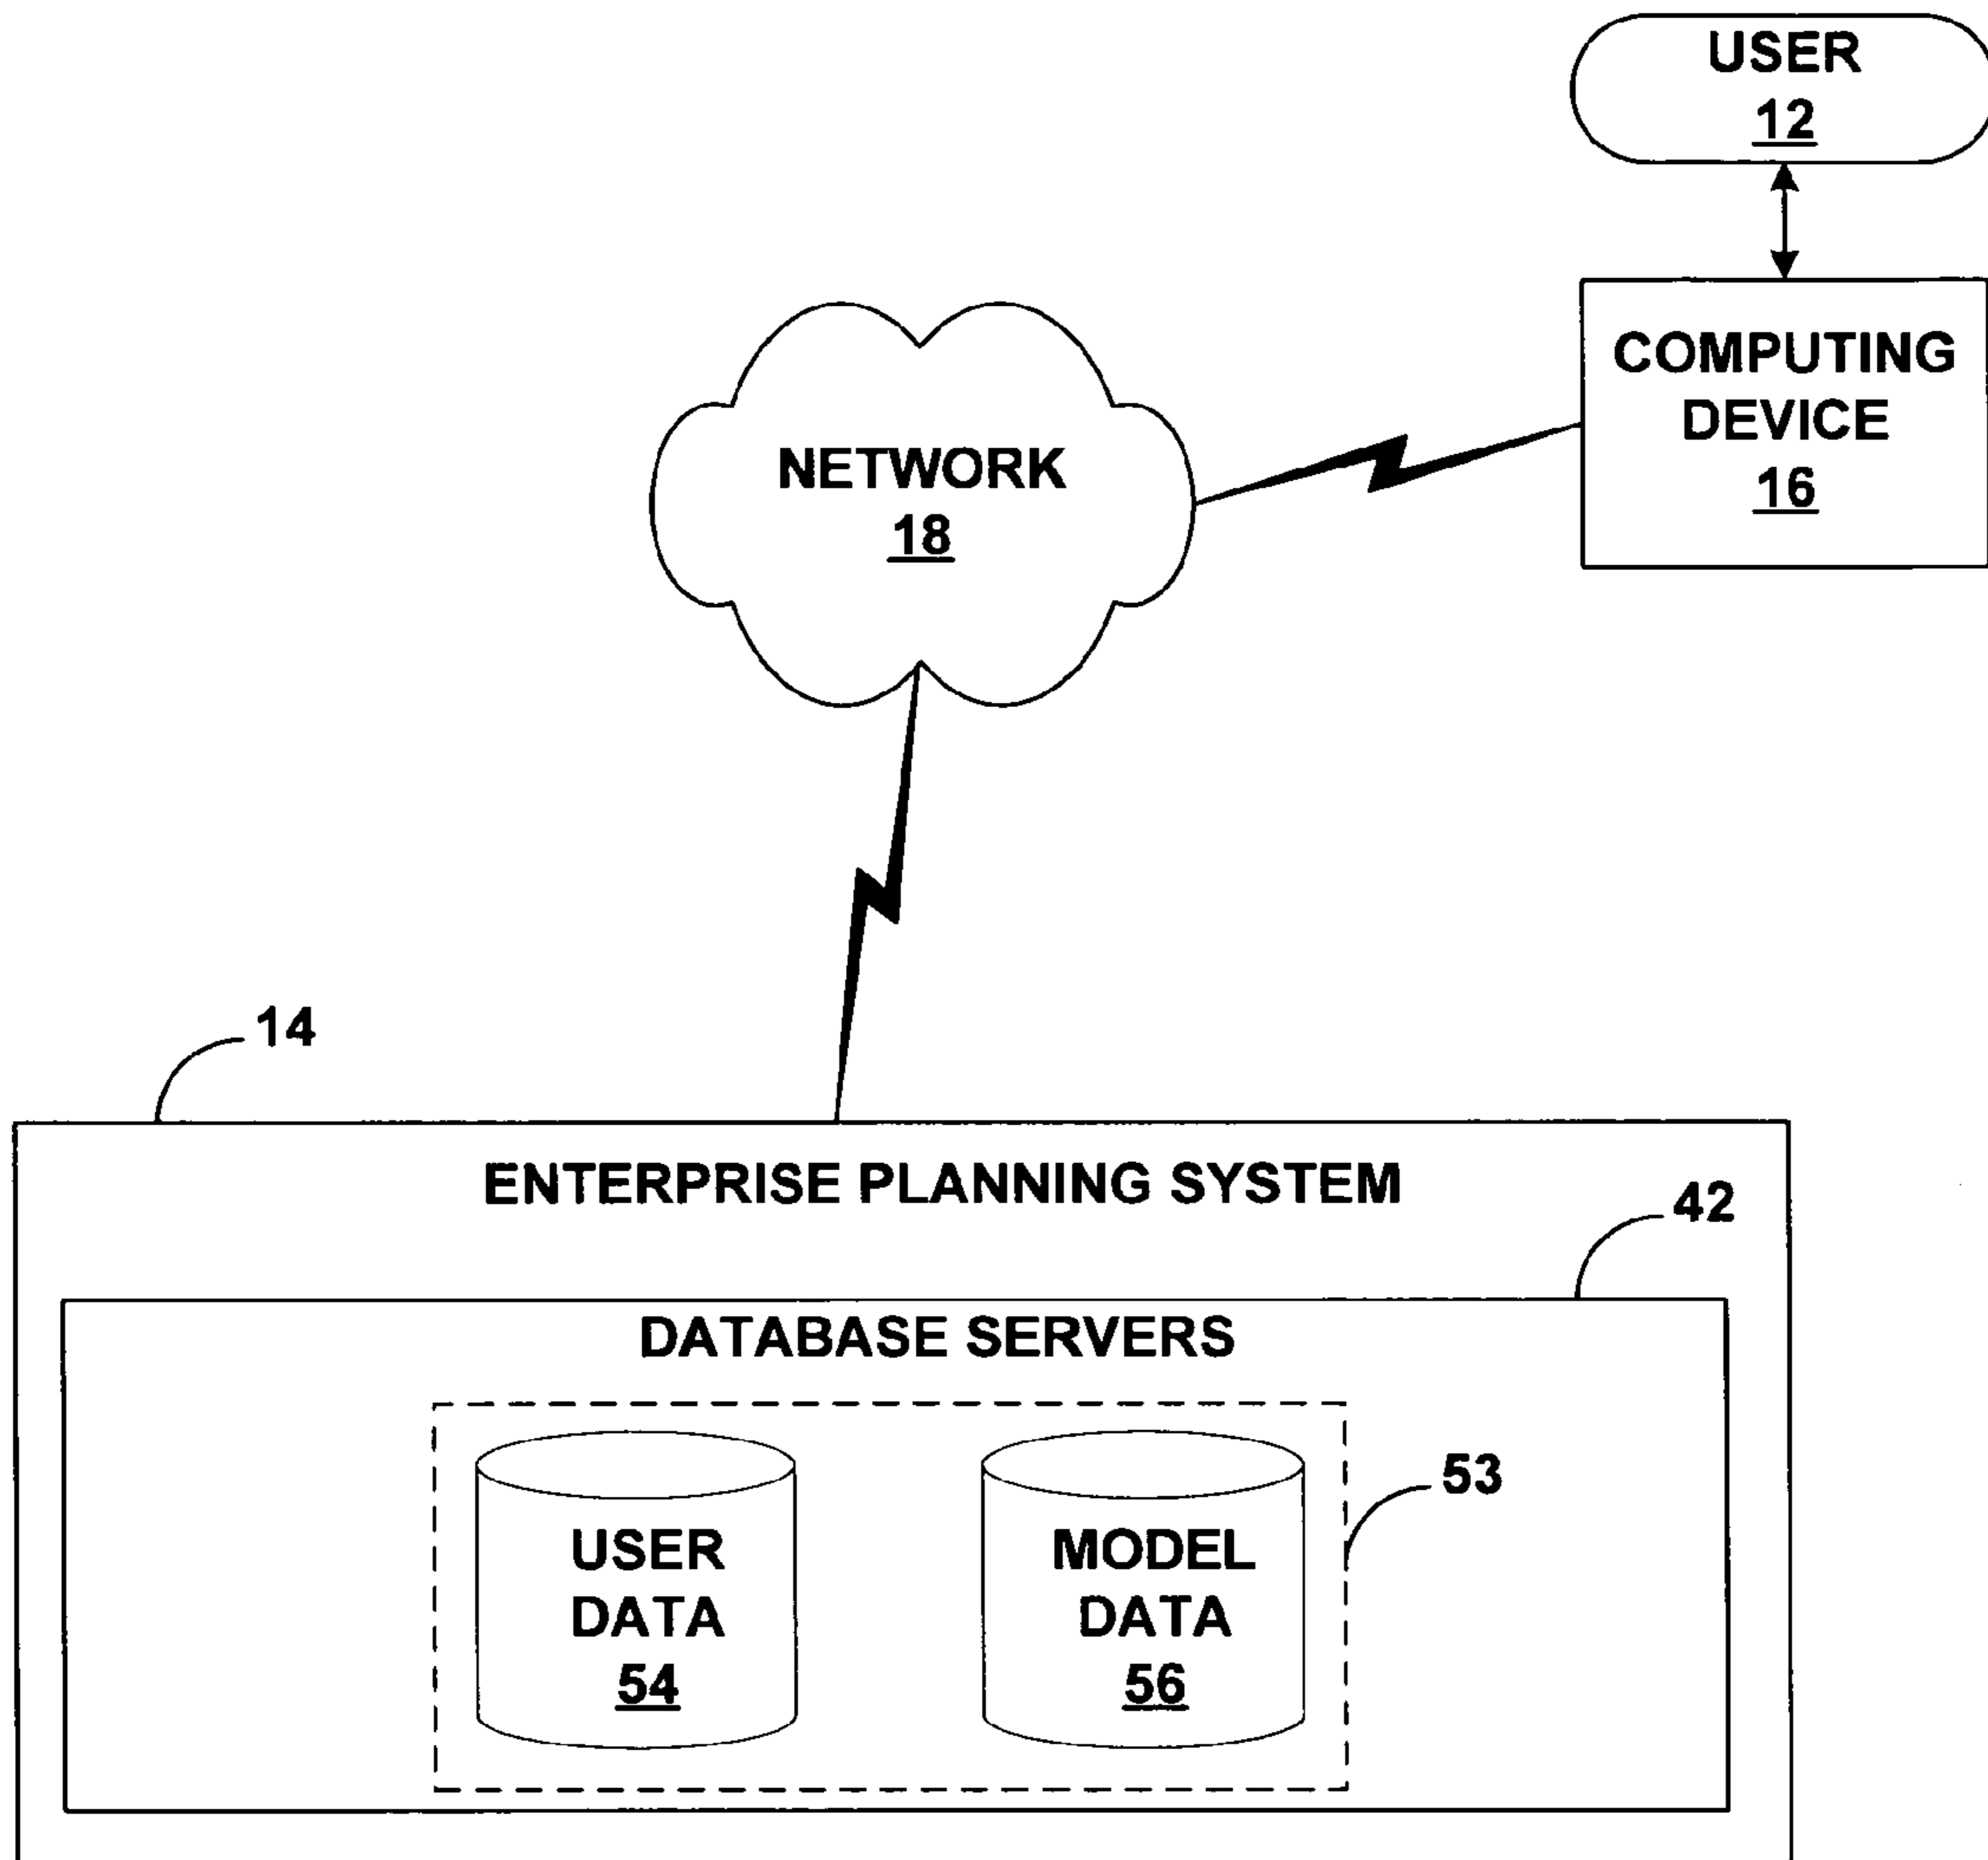 USER
12
COMPUTING
DEVICE
16
NETWORK
18
14
ENTERPRISE PLANNING SYSTEM
42
DATABASE SERVERS
53
USER
DATA
54
MODEL
DATA
56